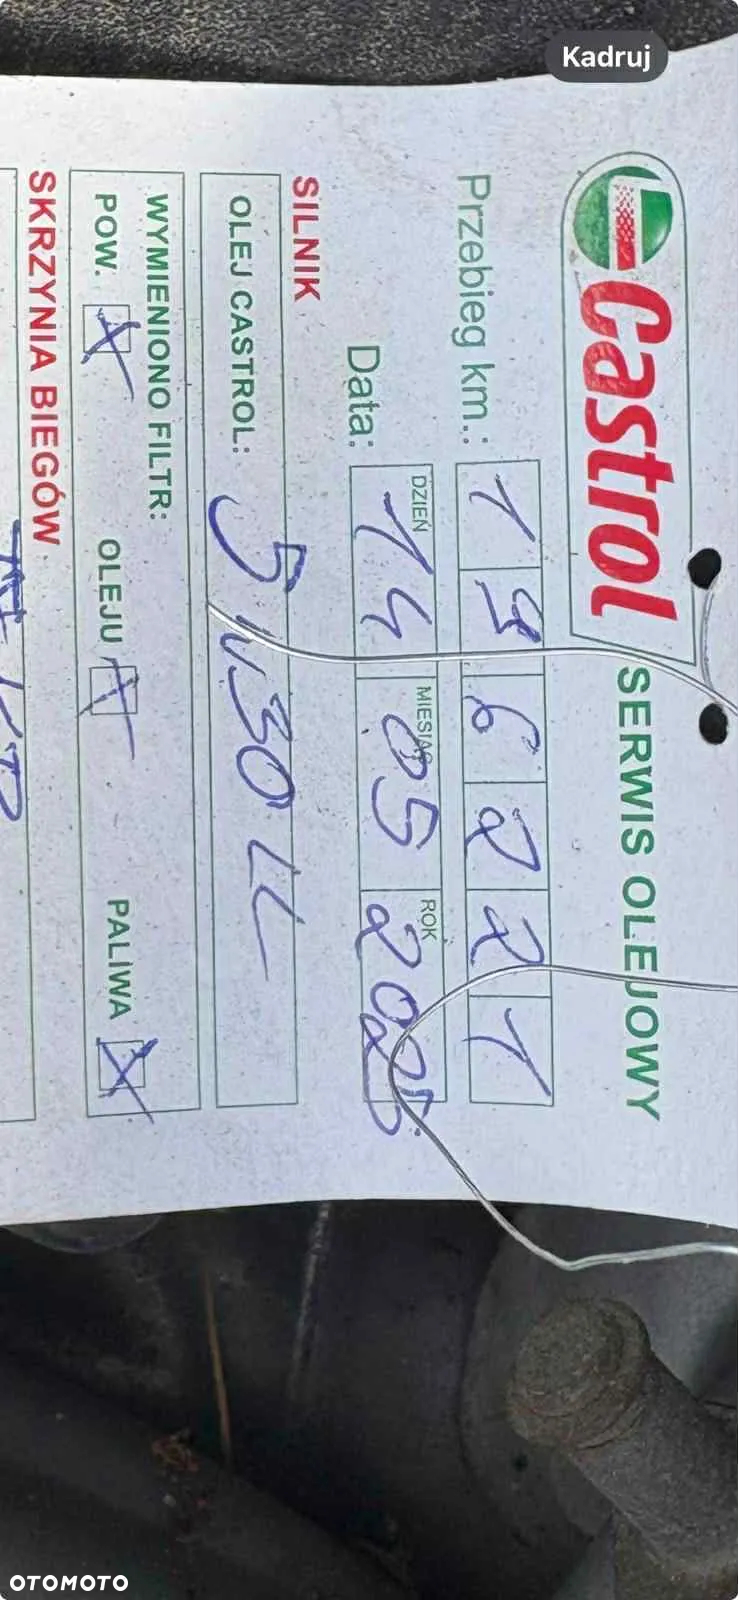 Kadruj
Castrol SERWIS OLEJOWY
Przebieg km.: 1 9 6 2 2 1
DZIEŃ MIESIĄC ROK
Data: 14 05 2025
SILNIK
OLEJ CASTROL: 5W30 LL
WYMIENIONO FILTR:
POW. X OLEJU X PALIWA X
SKRZYNIA BIEGÓW
OTOMOTO